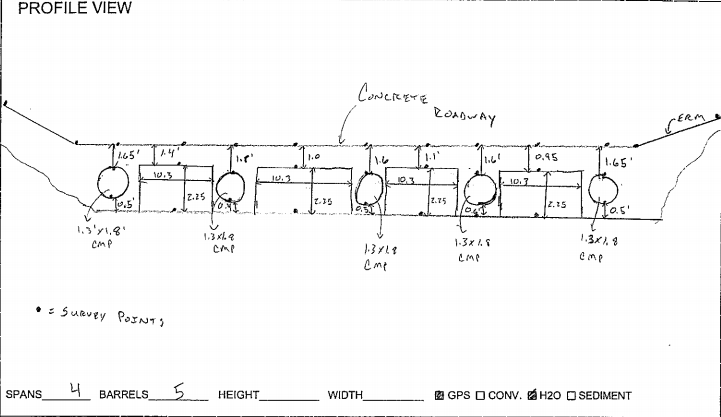 PROFILE VIEW
CONCRETE
ROADWAY
ERM
1.65'
1.4'
1.8'
1.0
1.6
1.1'
1.6'
0.95
1.65'
10.3
10.3
10.3
10.3
2.25
2.25
2.25
2.25
0.5'
0.5'
1.3'X1.8'
CMP
1.3X1.8
CMP
1.3X1.8
CMP
1.3X1.8
CMP
1.3X1.8
CMP
• = SURVEY POINTS
SPANS 4 BARRELS 5 HEIGHT WIDTH GPS CONV. H2O SEDIMENT